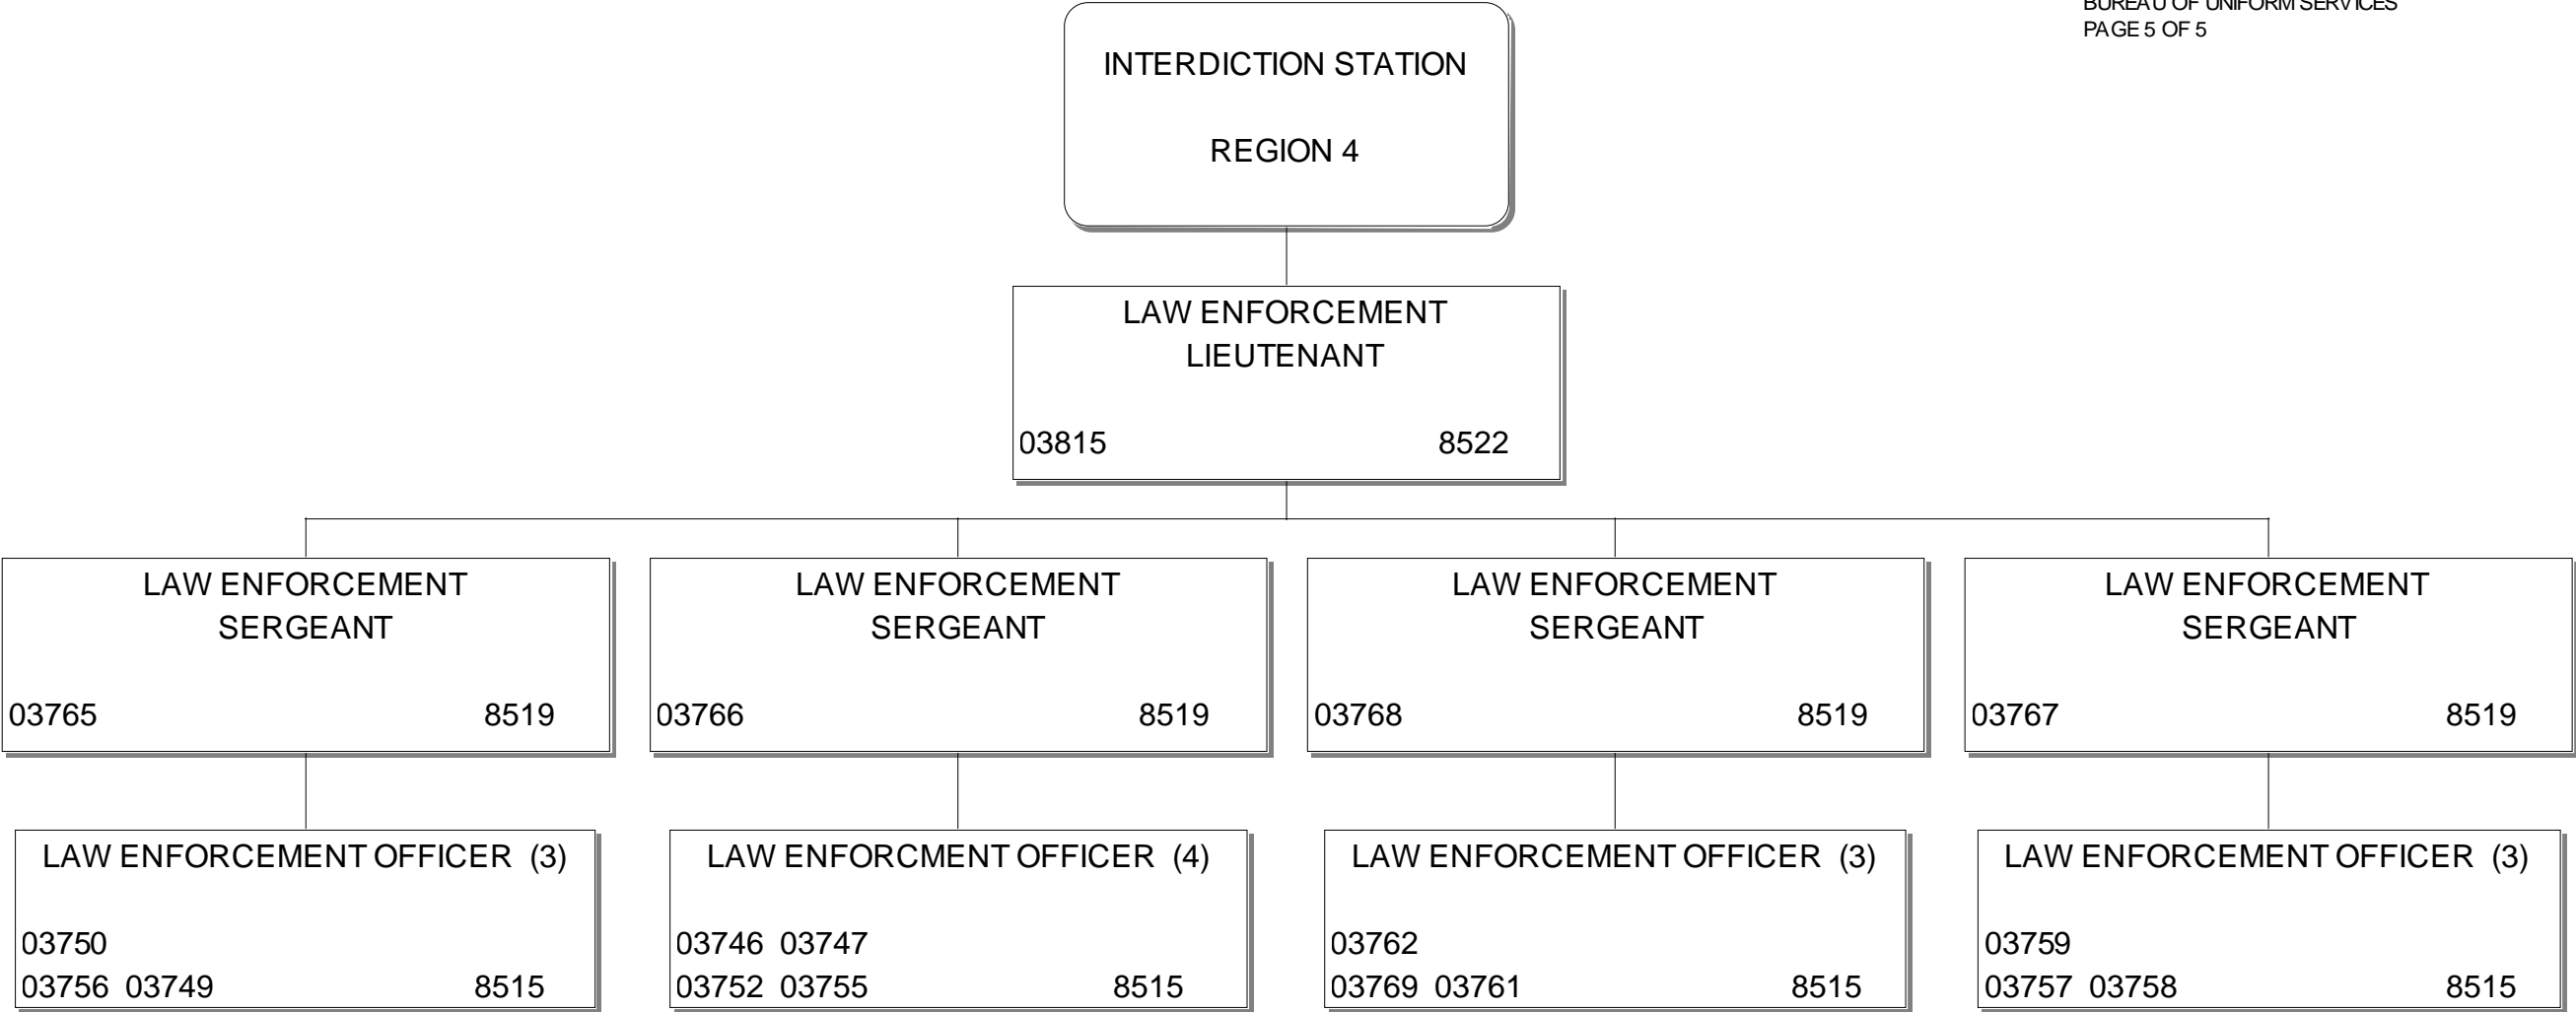 BUREAU OF UNIFORM SERVICES
PAGE 5 OF 5
INTERDICTION STATION
REGION 4
LAW ENFORCEMENT
LIEUTENANT
03815 8522
LAW ENFORCEMENT
SERGEANT
03765 8519
LAW ENFORCEMENT
SERGEANT
03766 8519
LAW ENFORCEMENT
SERGEANT
03768 8519
LAW ENFORCEMENT
SERGEANT
03767 8519
LAW ENFORCEMENT OFFICER (3)
03750
03756 03749 8515
LAW ENFORCMENT OFFICER (4)
03746 03747
03752 03755 8515
LAW ENFORCEMENT OFFICER (3)
03762
03769 03761 8515
LAW ENFORCEMENT OFFICER (3)
03759
03757 03758 8515